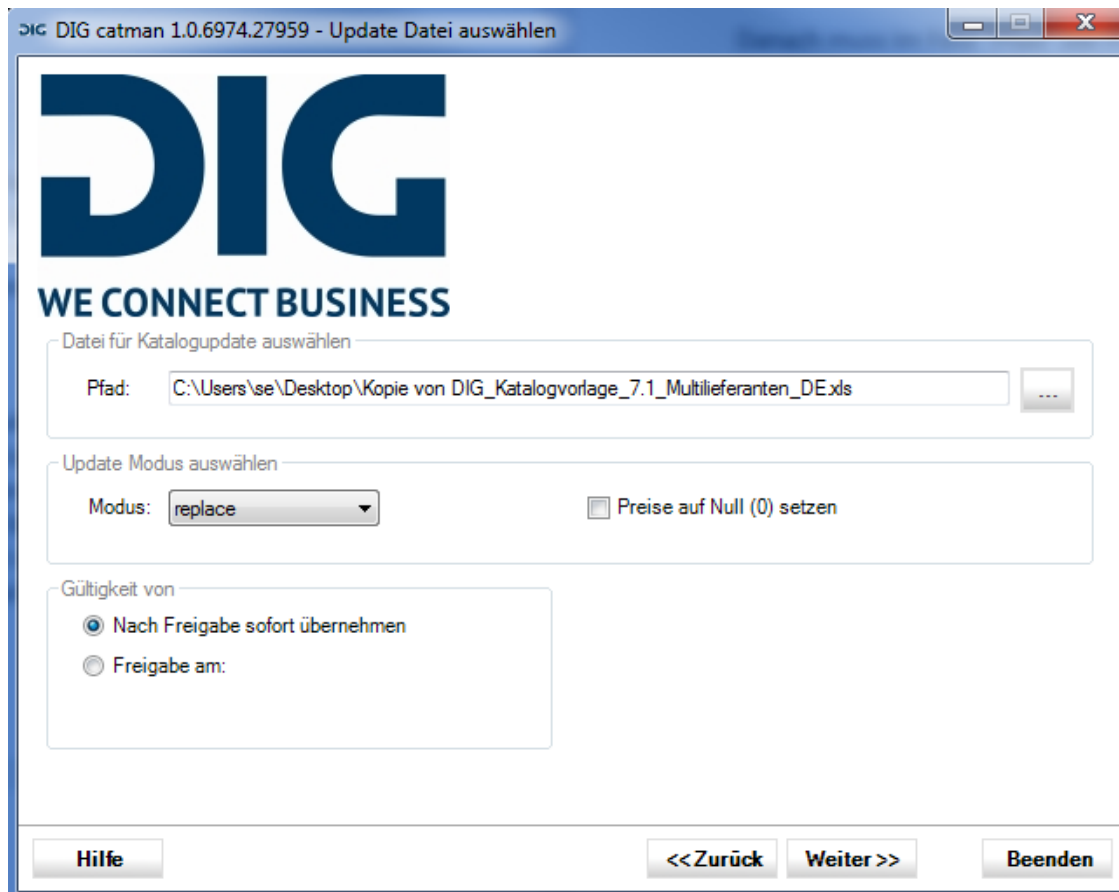 DIG DIG catman 1.0.6974.27959 - Update Datei auswählen
DIG
WE CONNECT BUSINESS
Datei für Katalogupdate auswählen
Pfad: C:\Users\se\Desktop\Kopie von DIG_Katalogvorlage_7.1_Multilieferanten_DE.xls ...
Update Modus auswählen
Modus: replace Preise auf Null (0) setzen
Gültigkeit von
Nach Freigabe sofort übernehmen
Freigabe am:
Hilfe <<Zurück Weiter>> Beenden